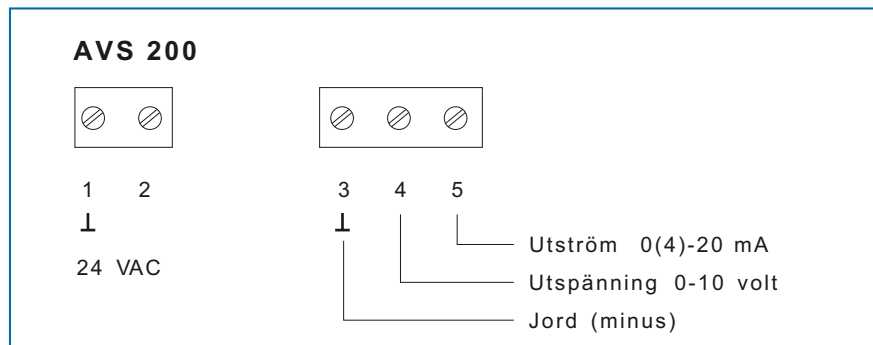 AVS 200
1 2 3 4 5
⊥ ⊥
24 VAC
Utström 0(4)-20 mA
Utspänning 0-10 volt
Jord (minus)